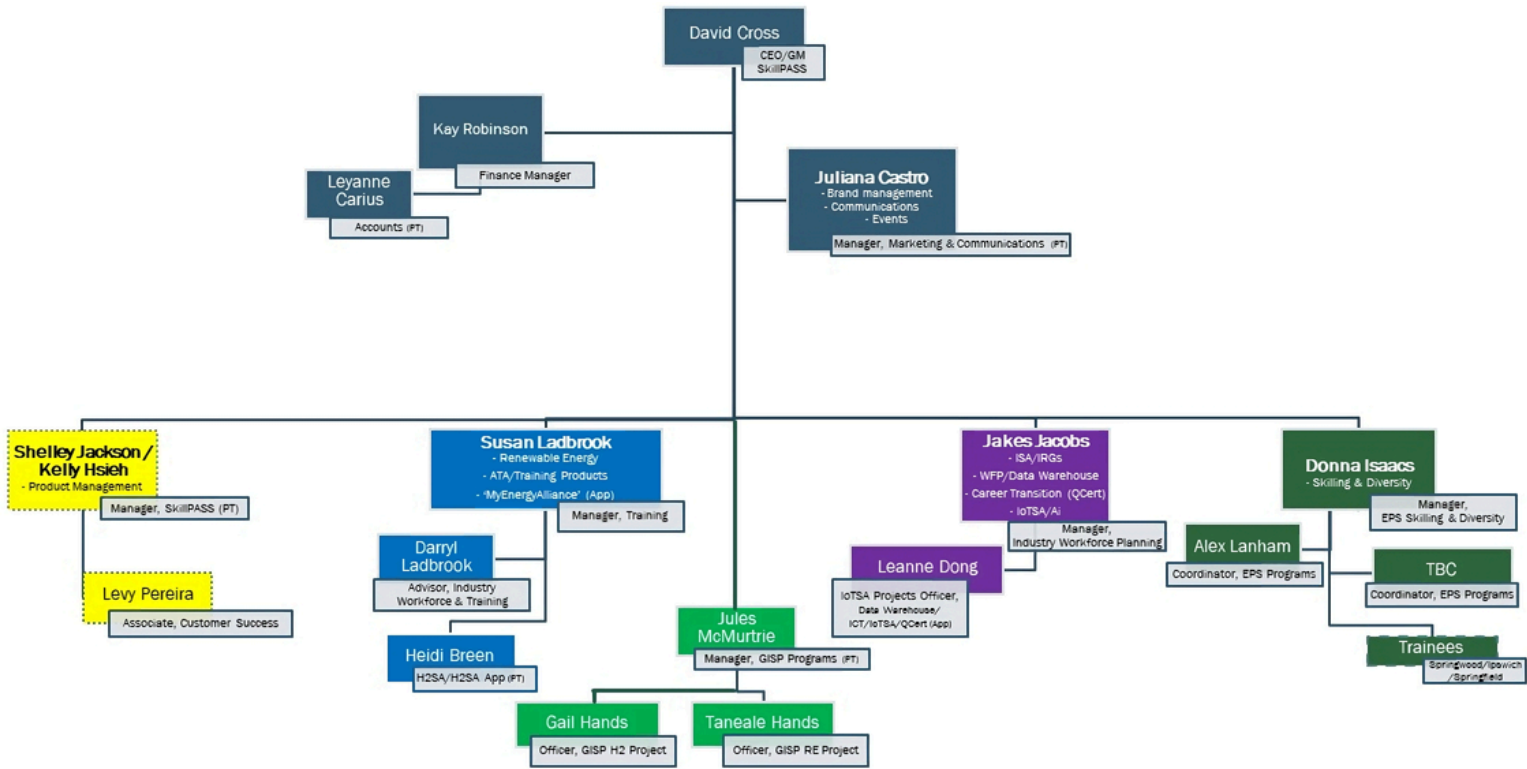 David Cross
CEO/GM
SkillPASS
Kay Robinson
Finance Manager
Leyanne
Carius
Accounts (PT)
Juliana Castro
- Brand management
- Communications
- Events
Manager, Marketing & Communications (PT)
Shelley Jackson /
Kelly Hsieh
- Product Management
Manager, SkillPASS (PT)
Levy Pereira
Associate, Customer Success
Susan Ladbrook
- Renewable Energy
- ATA/Training Products
- 'MyEnergyAlliance' (App)
Manager, Training
Darryl
Ladbrook
Advisor, Industry
Workforce & Training
Heidi Breen
H2SA/H2SA App (PT)
Jules
McMurtrie
Manager, GISP Programs (PT)
Gail Hands
Officer, GISP H2 Project
Taneale Hands
Officer, GISP RE Project
Jakes Jacobs
- ISA/IRGs
- WFP/Data Warehouse
- Career Transition (QCert)
- IoTSA/Ai
Manager,
Industry Workforce Planning
Leanne Dong
IoTSA Projects Officer,
Data Warehouse/
ICT/IoTSA/QCert (App)
Donna Isaacs
- Skilling & Diversity
Manager,
EPS Skilling & Diversity
Alex Lanham
Coordinator, EPS Programs
TBC
Coordinator, EPS Programs
Trainees
Springwood/Ipswich
/Springfield